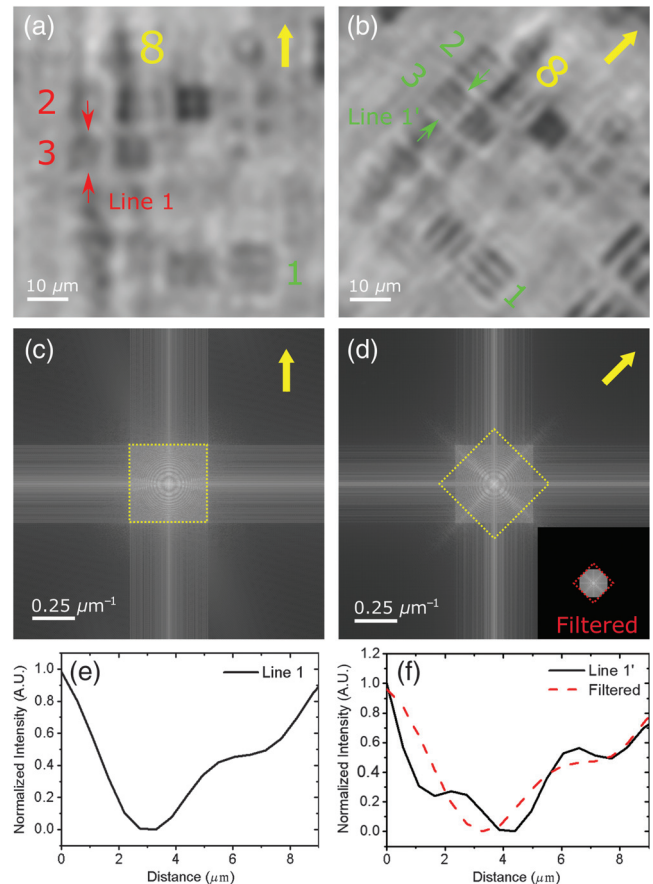 (a)
8
2
3
Line 1
1
10 µm
(b)
2
3
8
Line 1'
1
10 µm
(c)
0.25 µm⁻¹
(d)
0.25 µm⁻¹
Filtered
(e)
Line 1
Normalized Intensity (A.U.)
1.0
0.8
0.6
0.4
0.2
0.0
0 2 4 6 8
Distance (µm)
(f)
Line 1'
Filtered
Normalized Intensity (A.U.)
1.2
1.0
0.8
0.6
0.4
0.2
0.0
0 2 4 6 8
Distance (µm)